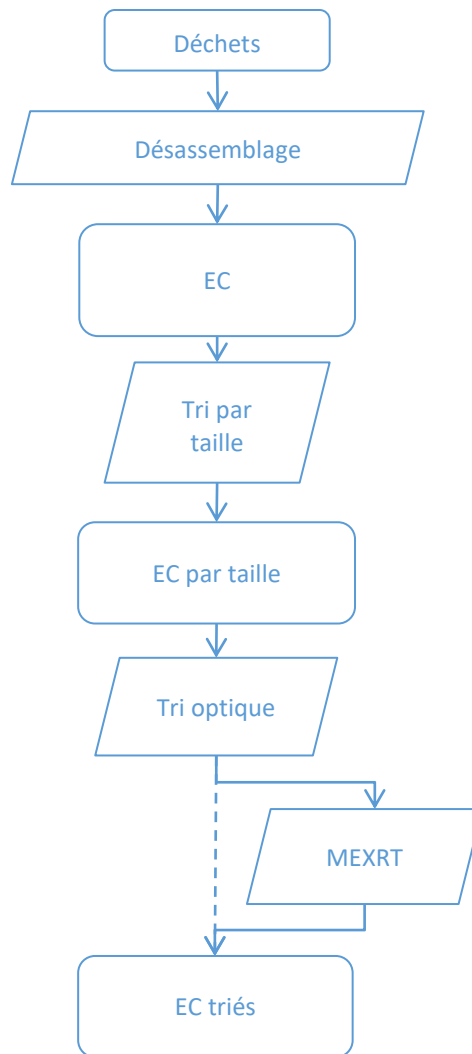 Déchets
Désassemblage
EC
Tri par
taille
EC par taille
Tri optique
MEXRT
EC triés